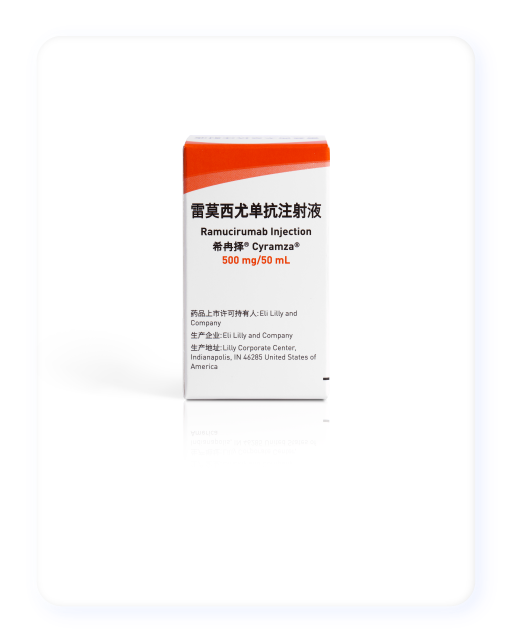 雷莫西尤单抗注射液
Ramucirumab Injection
希冉择® Cyramza®
500 mg/50 mL
药品上市许可持有人:Eli Lilly and
Company
生产企业:Eli Lilly and Company
生产地址:Lilly Corporate Center,
Indianapolis, IN 46285 United States of
America